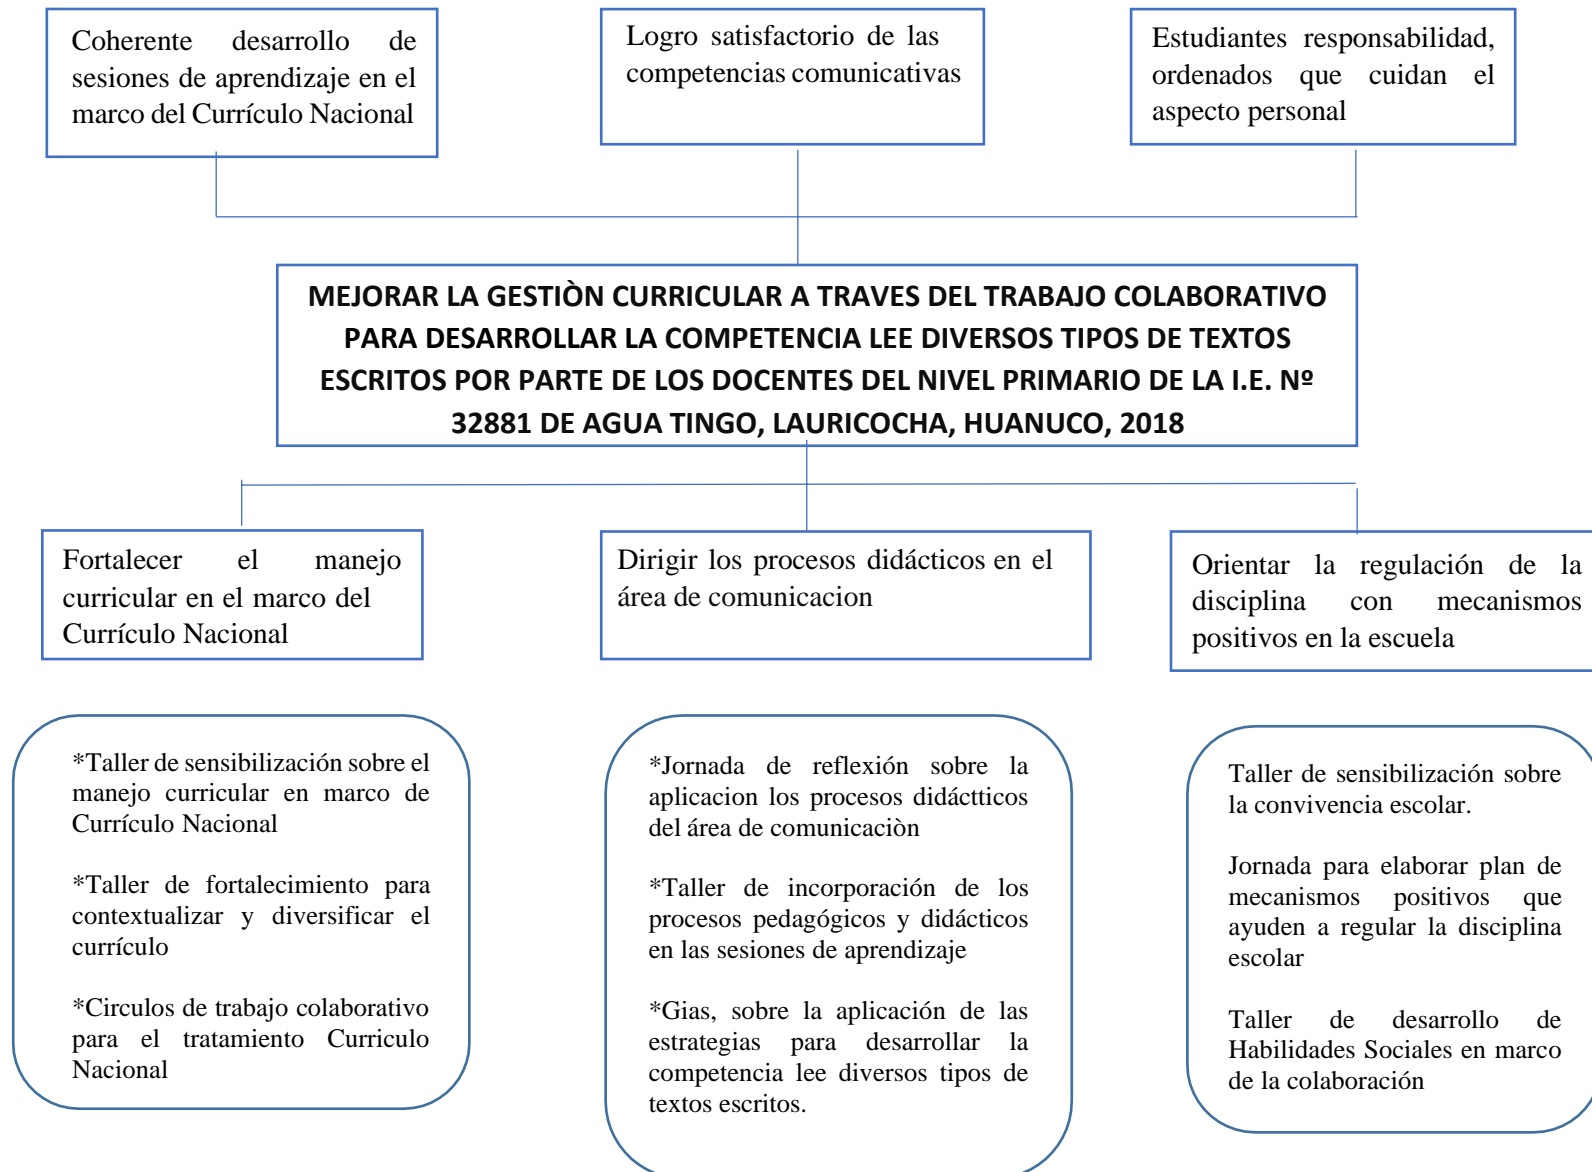 Coherente desarrollo de
sesiones de aprendizaje en el
marco del Currículo Nacional
Logro satisfactorio de las
competencias comunicativas
Estudiantes responsabilidad,
ordenados que cuidan el
aspecto personal
MEJORAR LA GESTIÒN CURRICULAR A TRAVES DEL TRABAJO COLABORATIVO
PARA DESARROLLAR LA COMPETENCIA LEE DIVERSOS TIPOS DE TEXTOS
ESCRITOS POR PARTE DE LOS DOCENTES DEL NIVEL PRIMARIO DE LA I.E. Nº
32881 DE AGUA TINGO, LAURICOCHA, HUANUCO, 2018
Fortalecer el manejo
curricular en el marco del
Currículo Nacional
Dirigir los procesos didácticos en el
área de comunicacion
Orientar la regulación de la
disciplina con mecanismos
positivos en la escuela
*Taller de sensibilización sobre el
manejo curricular en marco de
Currículo Nacional
*Taller de fortalecimiento para
contextualizar y diversificar el
currículo
*Circulos de trabajo colaborativo
para el tratamiento Curriculo
Nacional
*Jornada de reflexión sobre la
aplicacion los procesos didáctticos
del área de comunicaciòn
*Taller de incorporación de los
procesos pedagógicos y didácticos
en las sesiones de aprendizaje
*Gias, sobre la aplicación de las
estrategias para desarrollar la
competencia lee diversos tipos de
textos escritos.
Taller de sensibilización sobre
la convivencia escolar.
Jornada para elaborar plan de
mecanismos positivos que
ayuden a regular la disciplina
escolar
Taller de desarrollo de
Habilidades Sociales en marco
de la colaboración